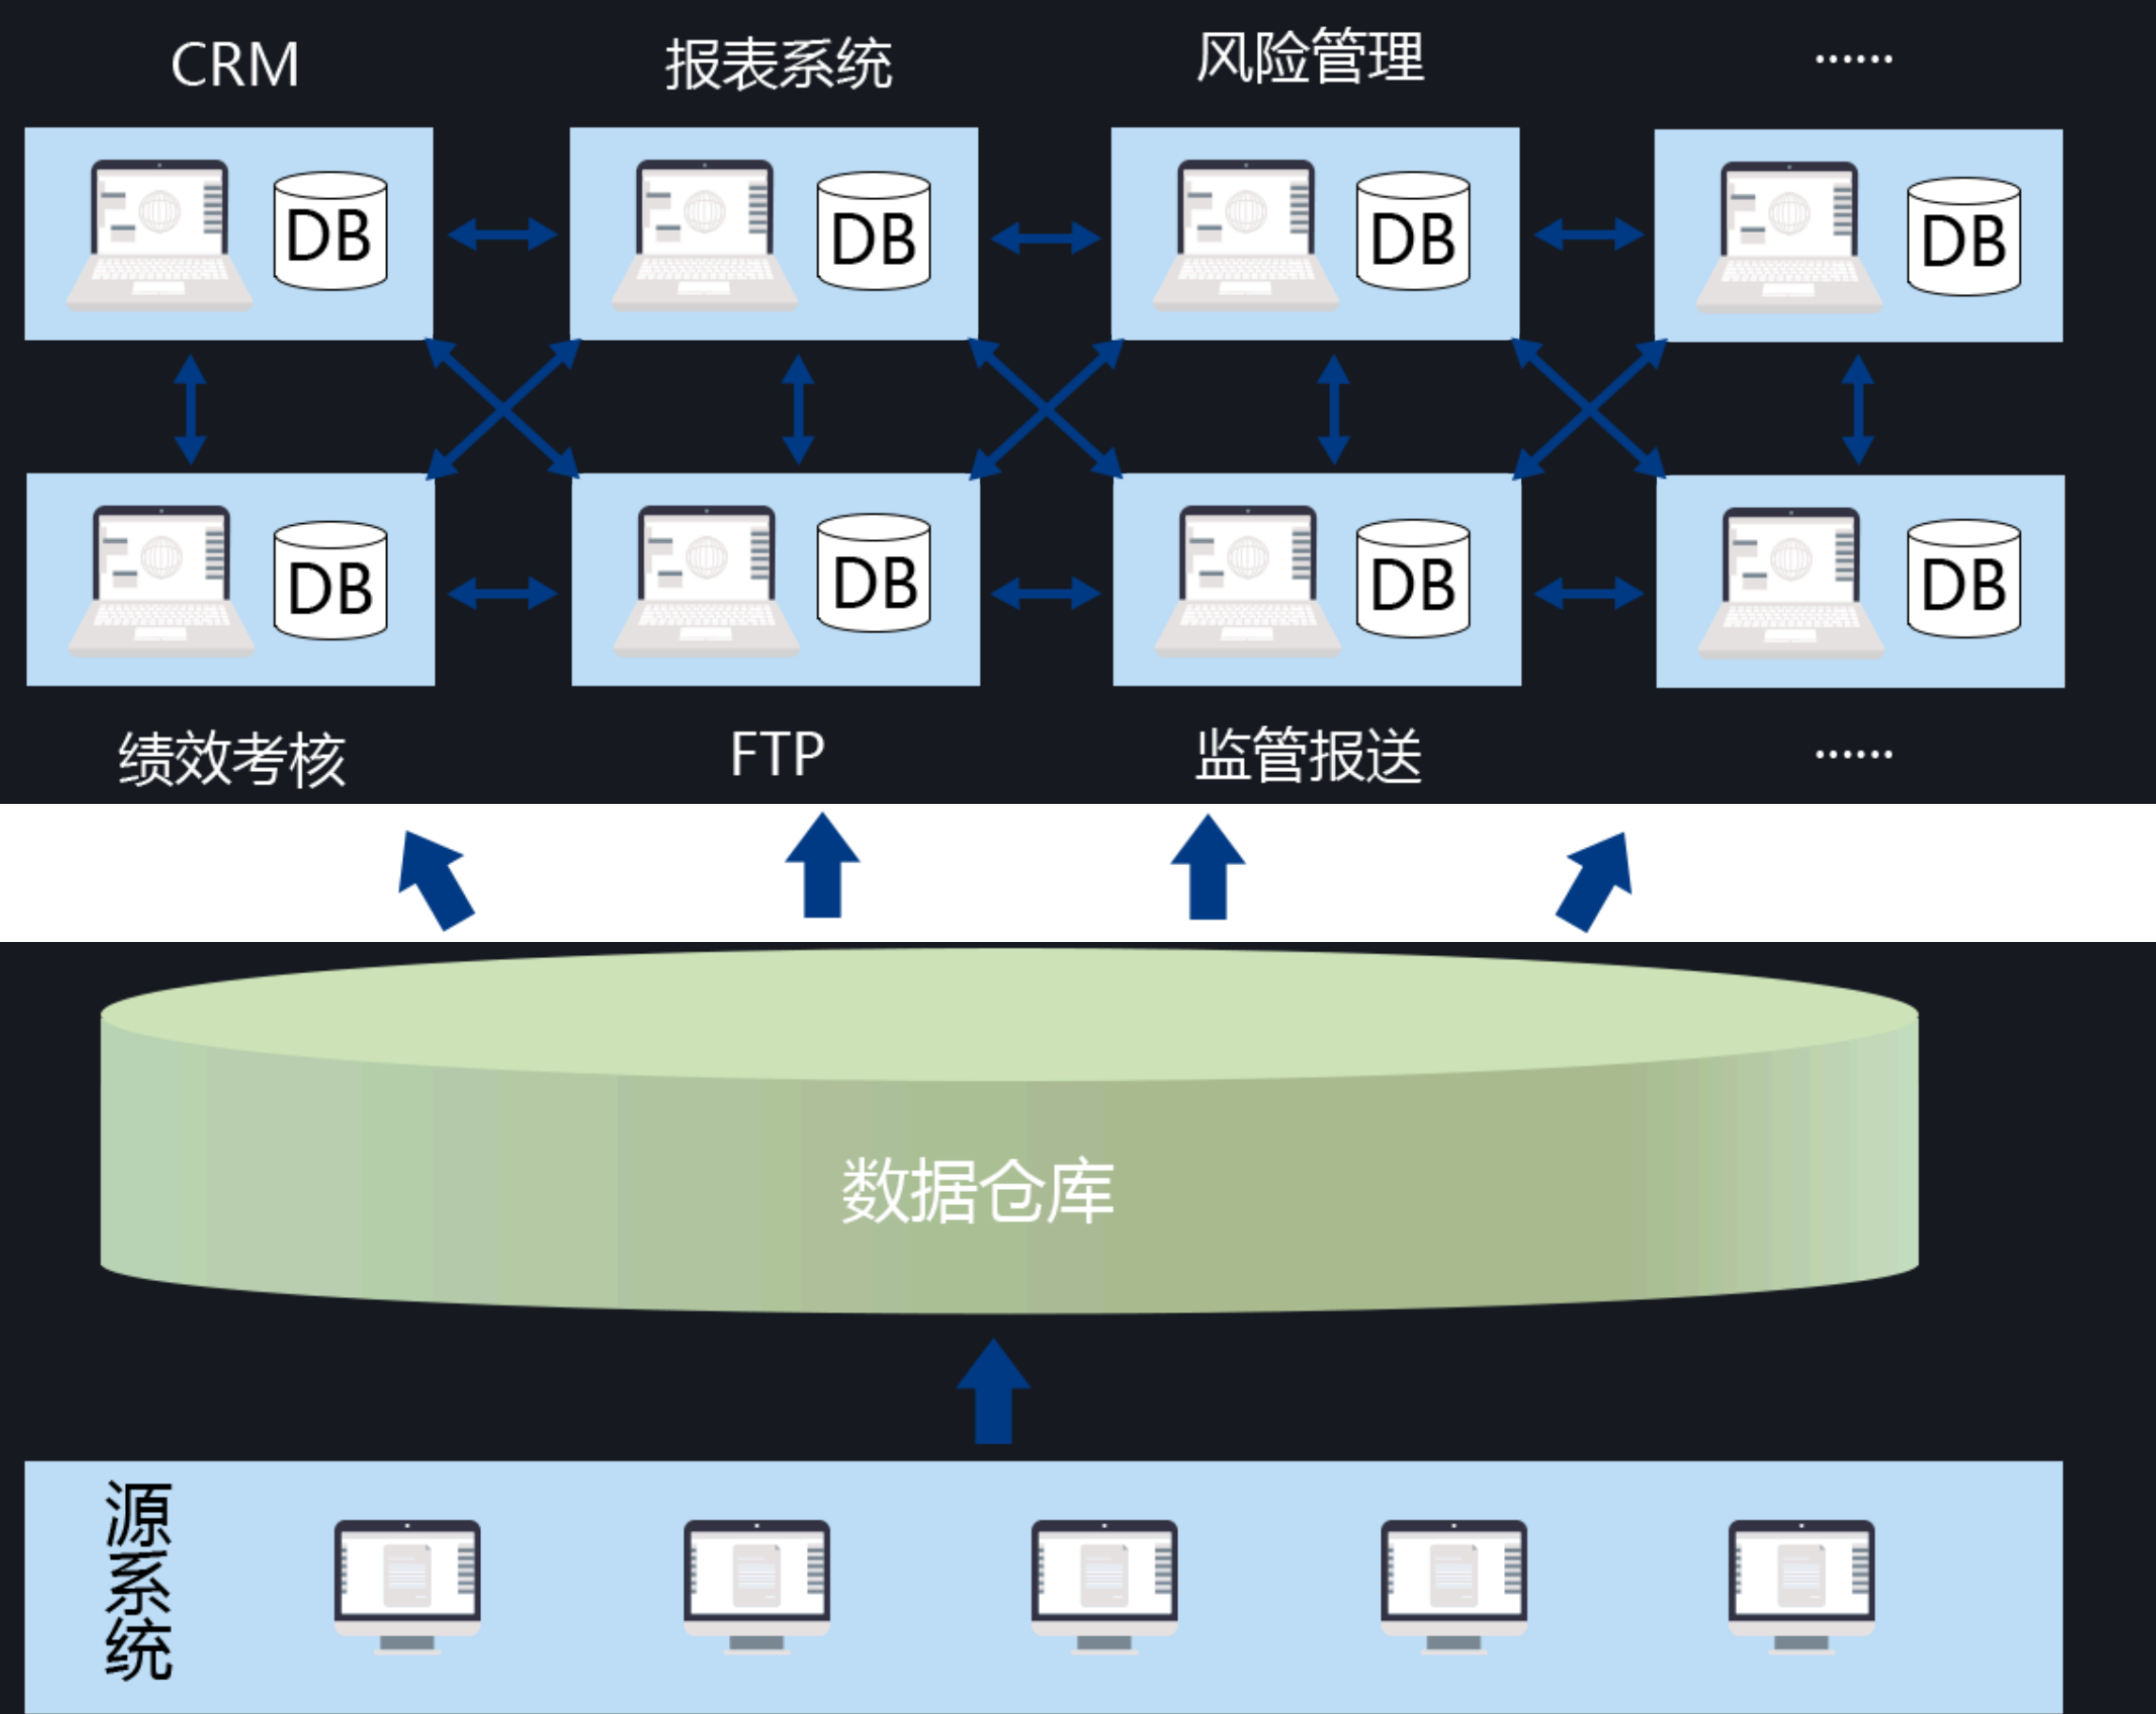 CRM
报表系统
风险管理
······
DB
DB
DB
DB
DB
DB
DB
DB
绩效考核
FTP
监管报送
······
数据仓库
源系统